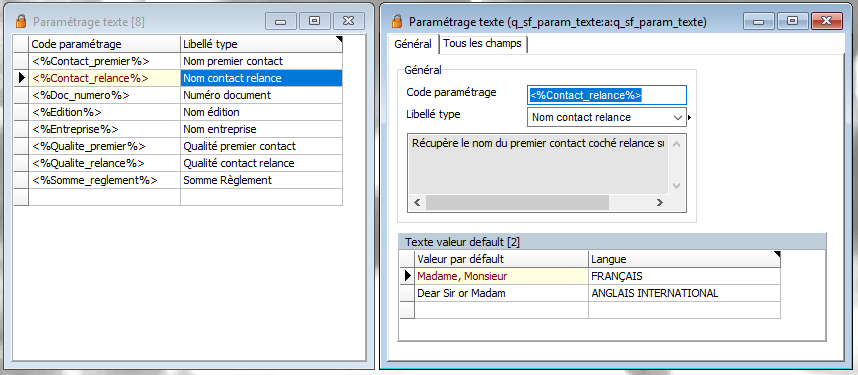 Paramétrage texte [8]
Code paramétrage Libellé type
<%Contact_premier%> Nom premier contact
<%Contact_relance%> Nom contact relance
<%Doc_numero%> Numéro document
<%Edition%> Nom édition
<%Entreprise%> Nom entreprise
<%Qualite_premier%> Qualité premier contact
<%Qualite_relance%> Qualité contact relance
<%Somme_reglement%> Somme Règlement
Paramétrage texte (q_sf_param_texte:a:q_sf_param_texte)
Général Tous les champs
Général
Code paramétrage <%Contact_relance%>
Libellé type Nom contact relance
Récupère le nom du premier contact coché relance su
Texte valeur default [2]
Valeur par défault Langue
Madame, Monsieur FRANÇAIS
Dear Sir or Madam ANGLAIS INTERNATIONAL